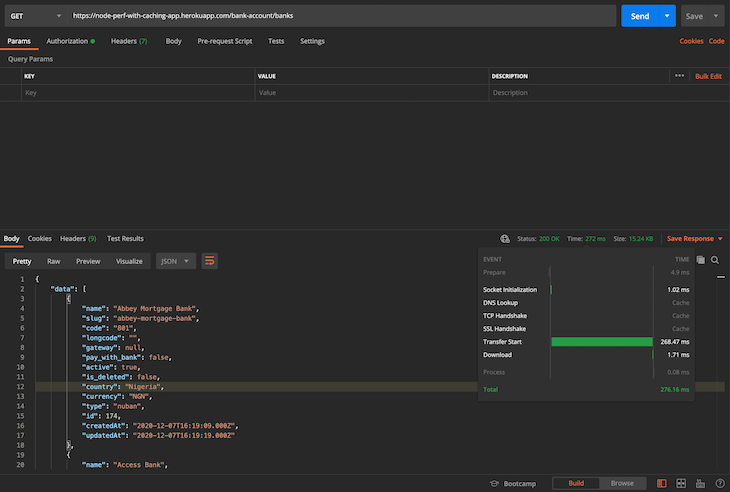 GET https://node-perf-with-caching-app.herokuapp.com/bank-account/banks Send Save
Params Authorization Headers (7) Body Pre-request Script Tests Settings Cookies Code
Query Params
KEY VALUE DESCRIPTION ••• Bulk Edit
Key Value Description
Body Cookies Headers (9) Test Results Status: 200 OK Time: 272 ms Size: 15.24 KB Save Response
Pretty Raw Preview Visualize JSON
EVENT TIME
Prepare 4.9 ms
Socket Initialization 1.02 ms
DNS Lookup Cache
TCP Handshake Cache
SSL Handshake Cache
Transfer Start 268.47 ms
Download 1.71 ms
Process 0.08 ms
Total 276.16 ms
1 {
2 "data": [
3 {
4 "name": "Abbey Mortgage Bank",
5 "slug": "abbey-mortgage-bank",
6 "code": "801",
7 "longcode": "",
8 "gateway": null,
9 "pay_with_bank": false,
10 "active": true,
11 "is_deleted": false,
12 "country": "Nigeria",
13 "currency": "NGN",
14 "type": "nuban",
15 "id": 174,
16 "createdAt": "2020-12-07T16:19:09.000Z",
17 "updatedAt": "2020-12-07T16:19:19.000Z"
18 },
19 {
20 "name": "Access Bank",
Bootcamp Build Browse